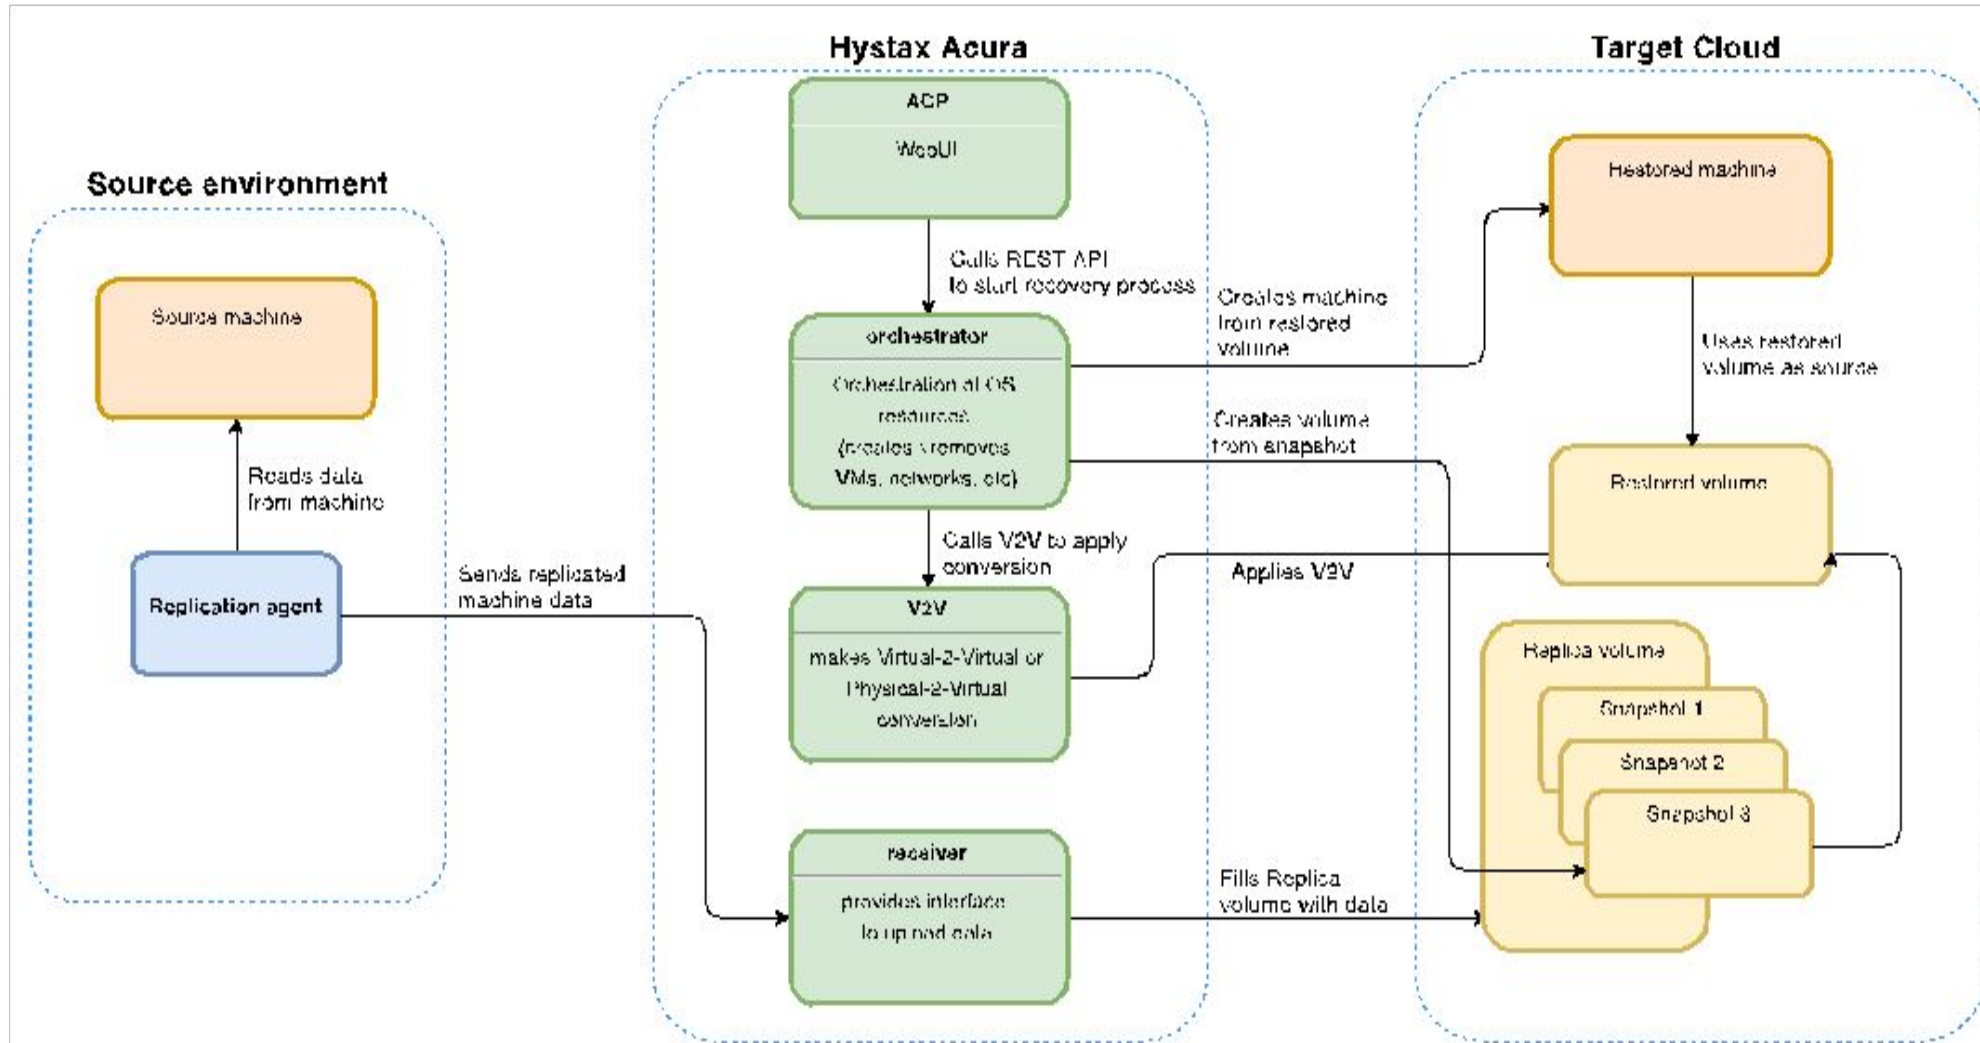 Hystax Acura
Target Cloud
Source environment
ACP
WebUI
Restored machine
Calls REST API
to start recovery process
Source machine
Creates machine
from restored
volume
orchestrator
Orchestration of OS
resources
(creates \ removes
VMs, networks, etc)
Uses restored
volume as source
Creates volume
from snapshot
Reads data
from machine
Restored volume
Calls V2V to apply
conversion
Applies V2V
Sends replicated
machine data
Replication agent
V2V
makes Virtual-2-Virtual or
Physical-2-Virtual
conversion
Replica volume
Snapshot 1
Snapshot 2
Snapshot 3
receiver
provides interface
to upload data
Fills Replica
volume with data